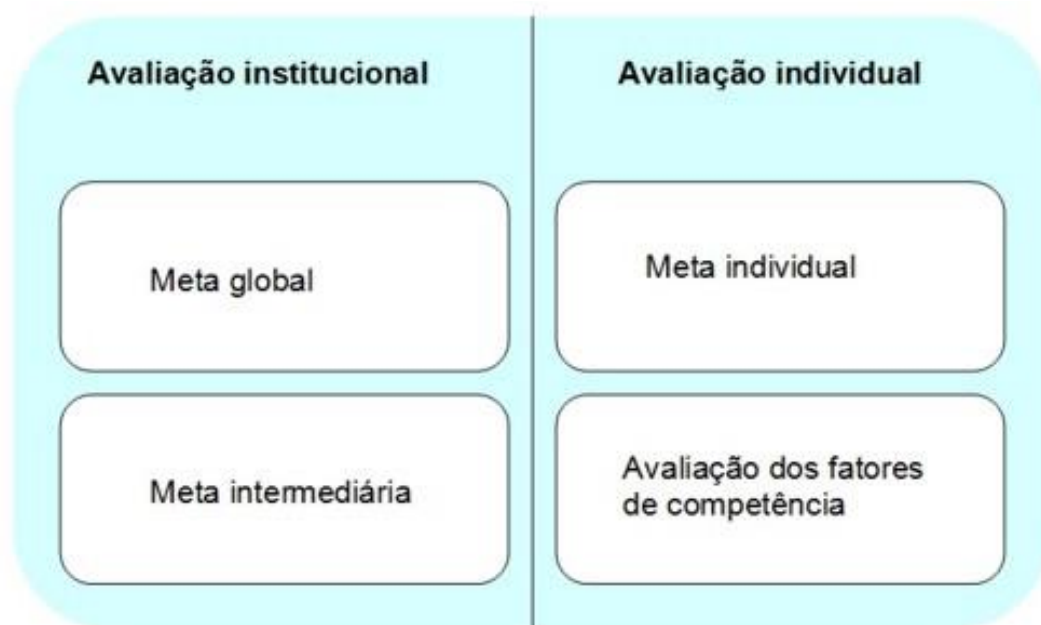 Avaliação institucional
Avaliação individual
Meta global
Meta individual
Meta intermediária
Avaliação dos fatores
de competência